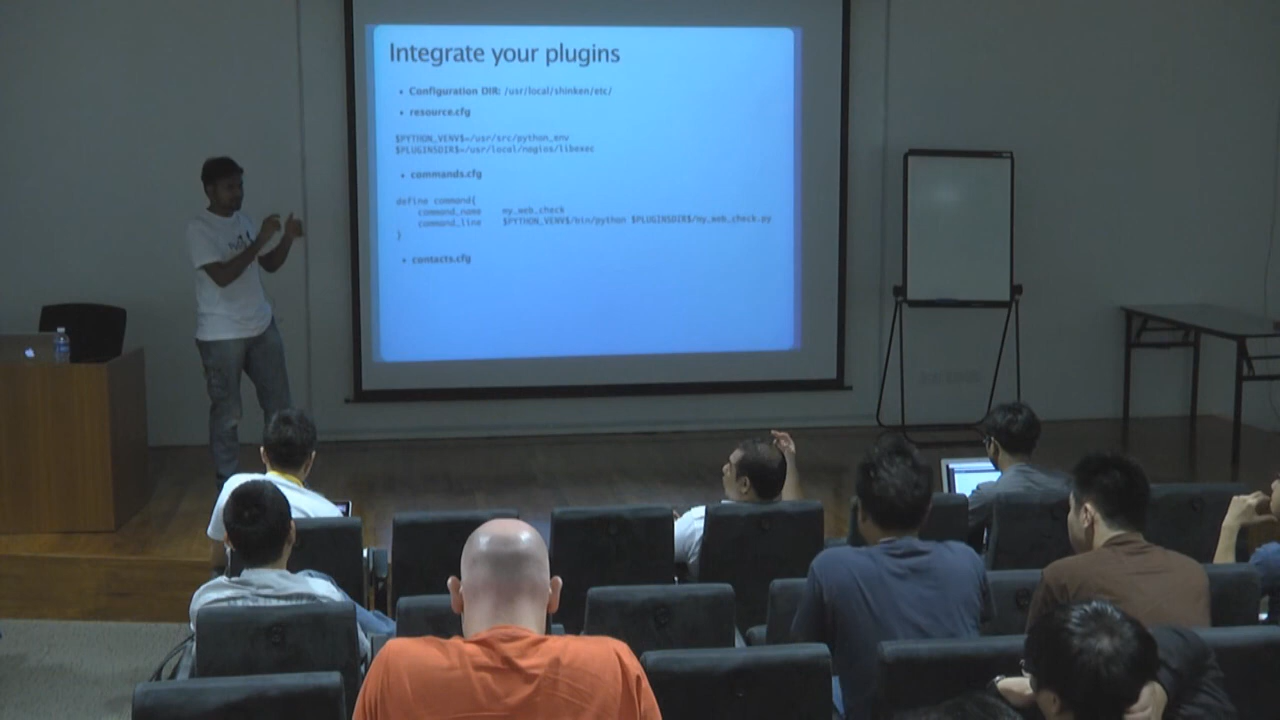 Integrate your plugins
• Configuration DIR: /usr/local/shinken/etc/
• resource.cfg
$PYTHON_VENV$=/usr/src/python_env
$PLUGINSDIR$=/usr/local/nagios/libexec
• commands.cfg
define command{
command_name my_web_check
command_line $PYTHON_VENV$/bin/python $PLUGINSDIR$/my_web_check.py
}
• contacts.cfg